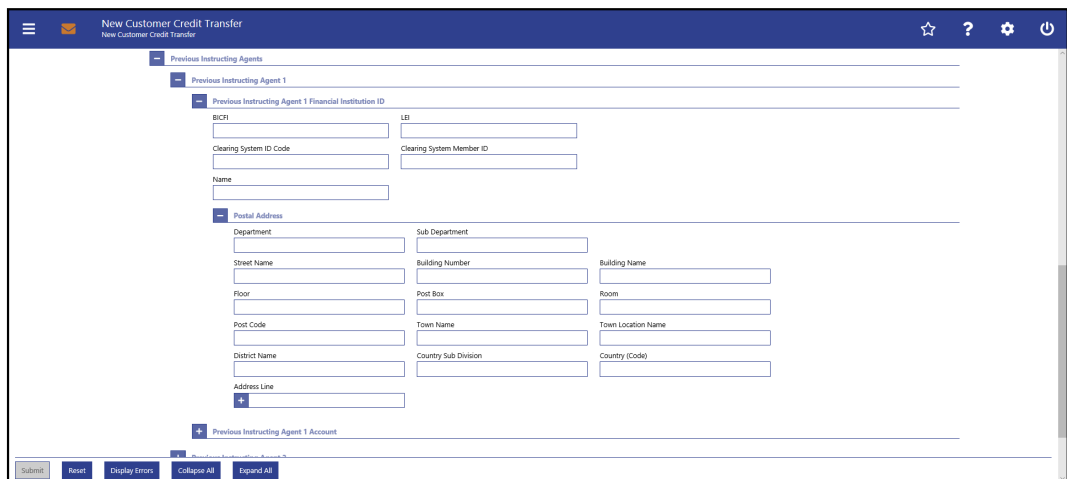 New Customer Credit Transfer
New Customer Credit Transfer
Previous Instructing Agents
Previous Instructing Agent 1
Previous Instructing Agent 1 Financial Institution ID
BICFI LEI
Clearing System ID Code Clearing System Member ID
Name
Postal Address
Department Sub Department
Street Name Building Number Building Name
Floor Post Box Room
Post Code Town Name Town Location Name
District Name Country Sub Division Country (Code)
Address Line
Previous Instructing Agent 1 Account
Previous Instructing Agent 2
Submit Reset Display Errors Collapse All Expand All